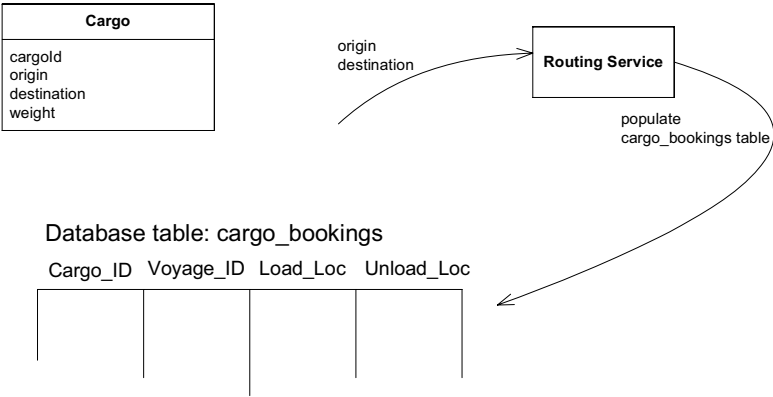 Cargo
cargoId
origin
destination
weight
origin
destination
Routing Service
populate
cargo_bookings table
Database table: cargo_bookings
Cargo_ID Voyage_ID Load_Loc Unload_Loc